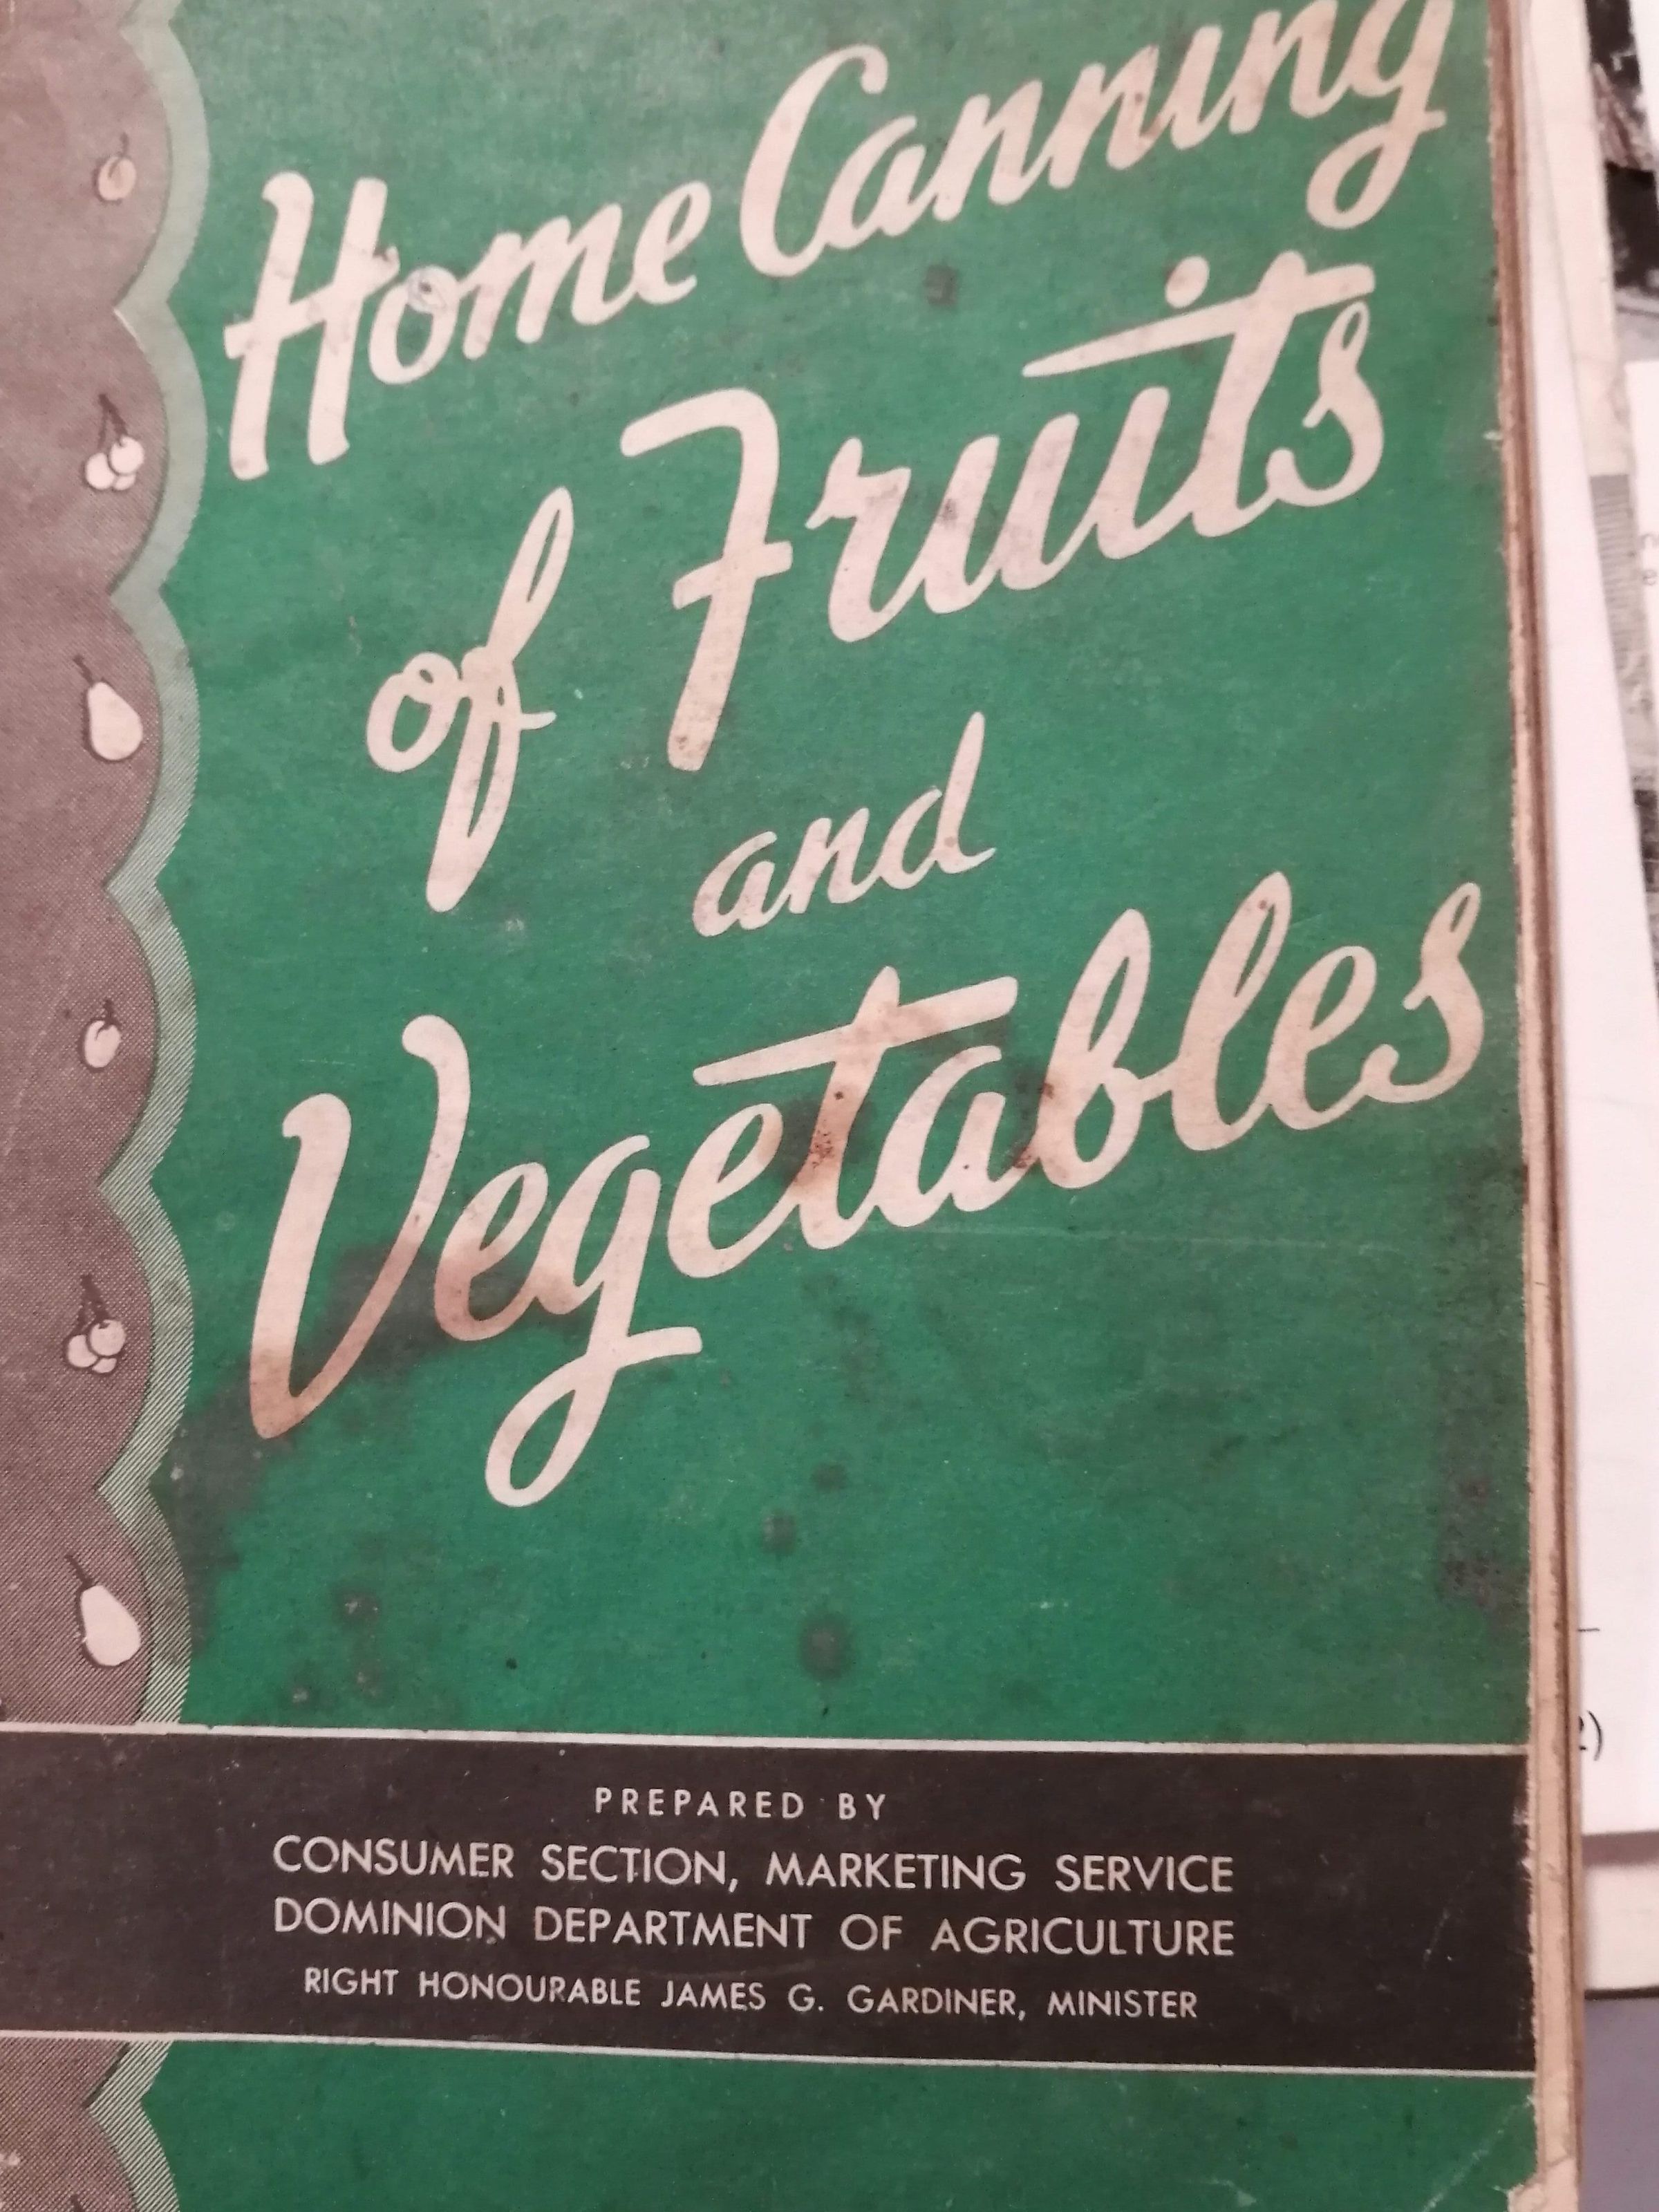 Home Canning
of Fruits
and
Vegetables
PREPARED BY
CONSUMER SECTION, MARKETING SERVICE
DOMINION DEPARTMENT OF AGRICULTURE
RIGHT HONOURABLE JAMES G. GARDINER, MINISTER